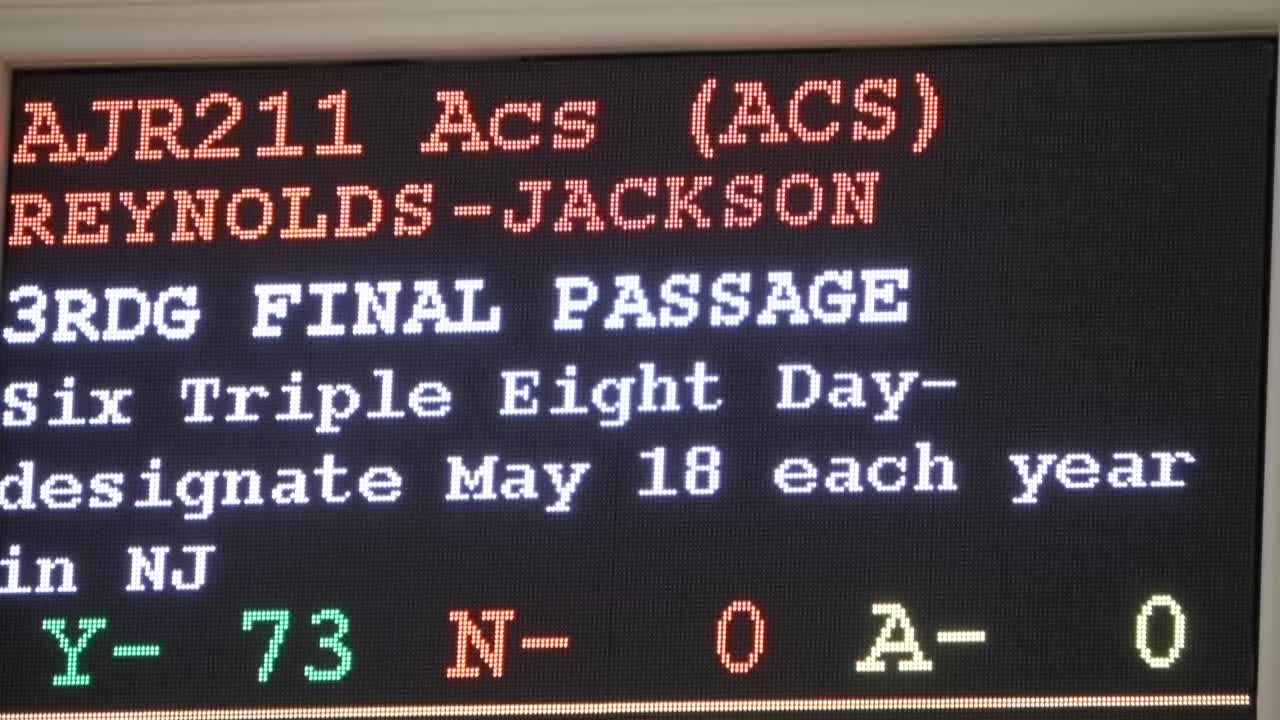 AJR211 Acs (ACS)
REYNOLDS-JACKSON
3RDG FINAL PASSAGE
Six Triple Eight Day-
designate May 18 each year
in NJ
Y- 73 N- 0 A- 0